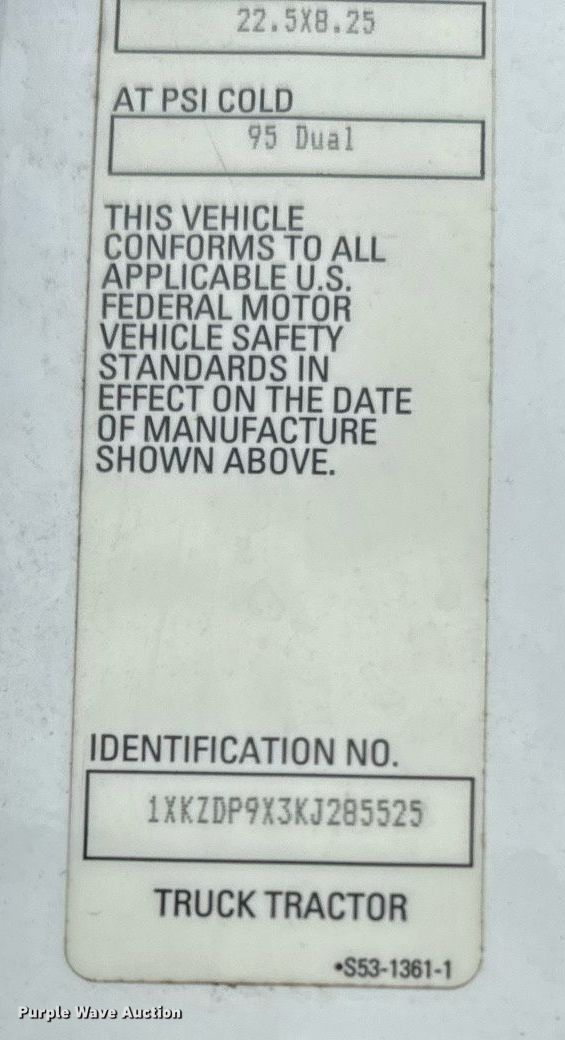 22.5X8.25
AT PSI COLD
95 Dual
THIS VEHICLE
CONFORMS TO ALL
APPLICABLE U.S.
FEDERAL MOTOR
VEHICLE SAFETY
STANDARDS IN
EFFECT ON THE DATE
OF MANUFACTURE
SHOWN ABOVE.
IDENTIFICATION NO.
1XKZDP9X3KJ285525
TRUCK TRACTOR
•S53-1361-1
Purple Wave Auction